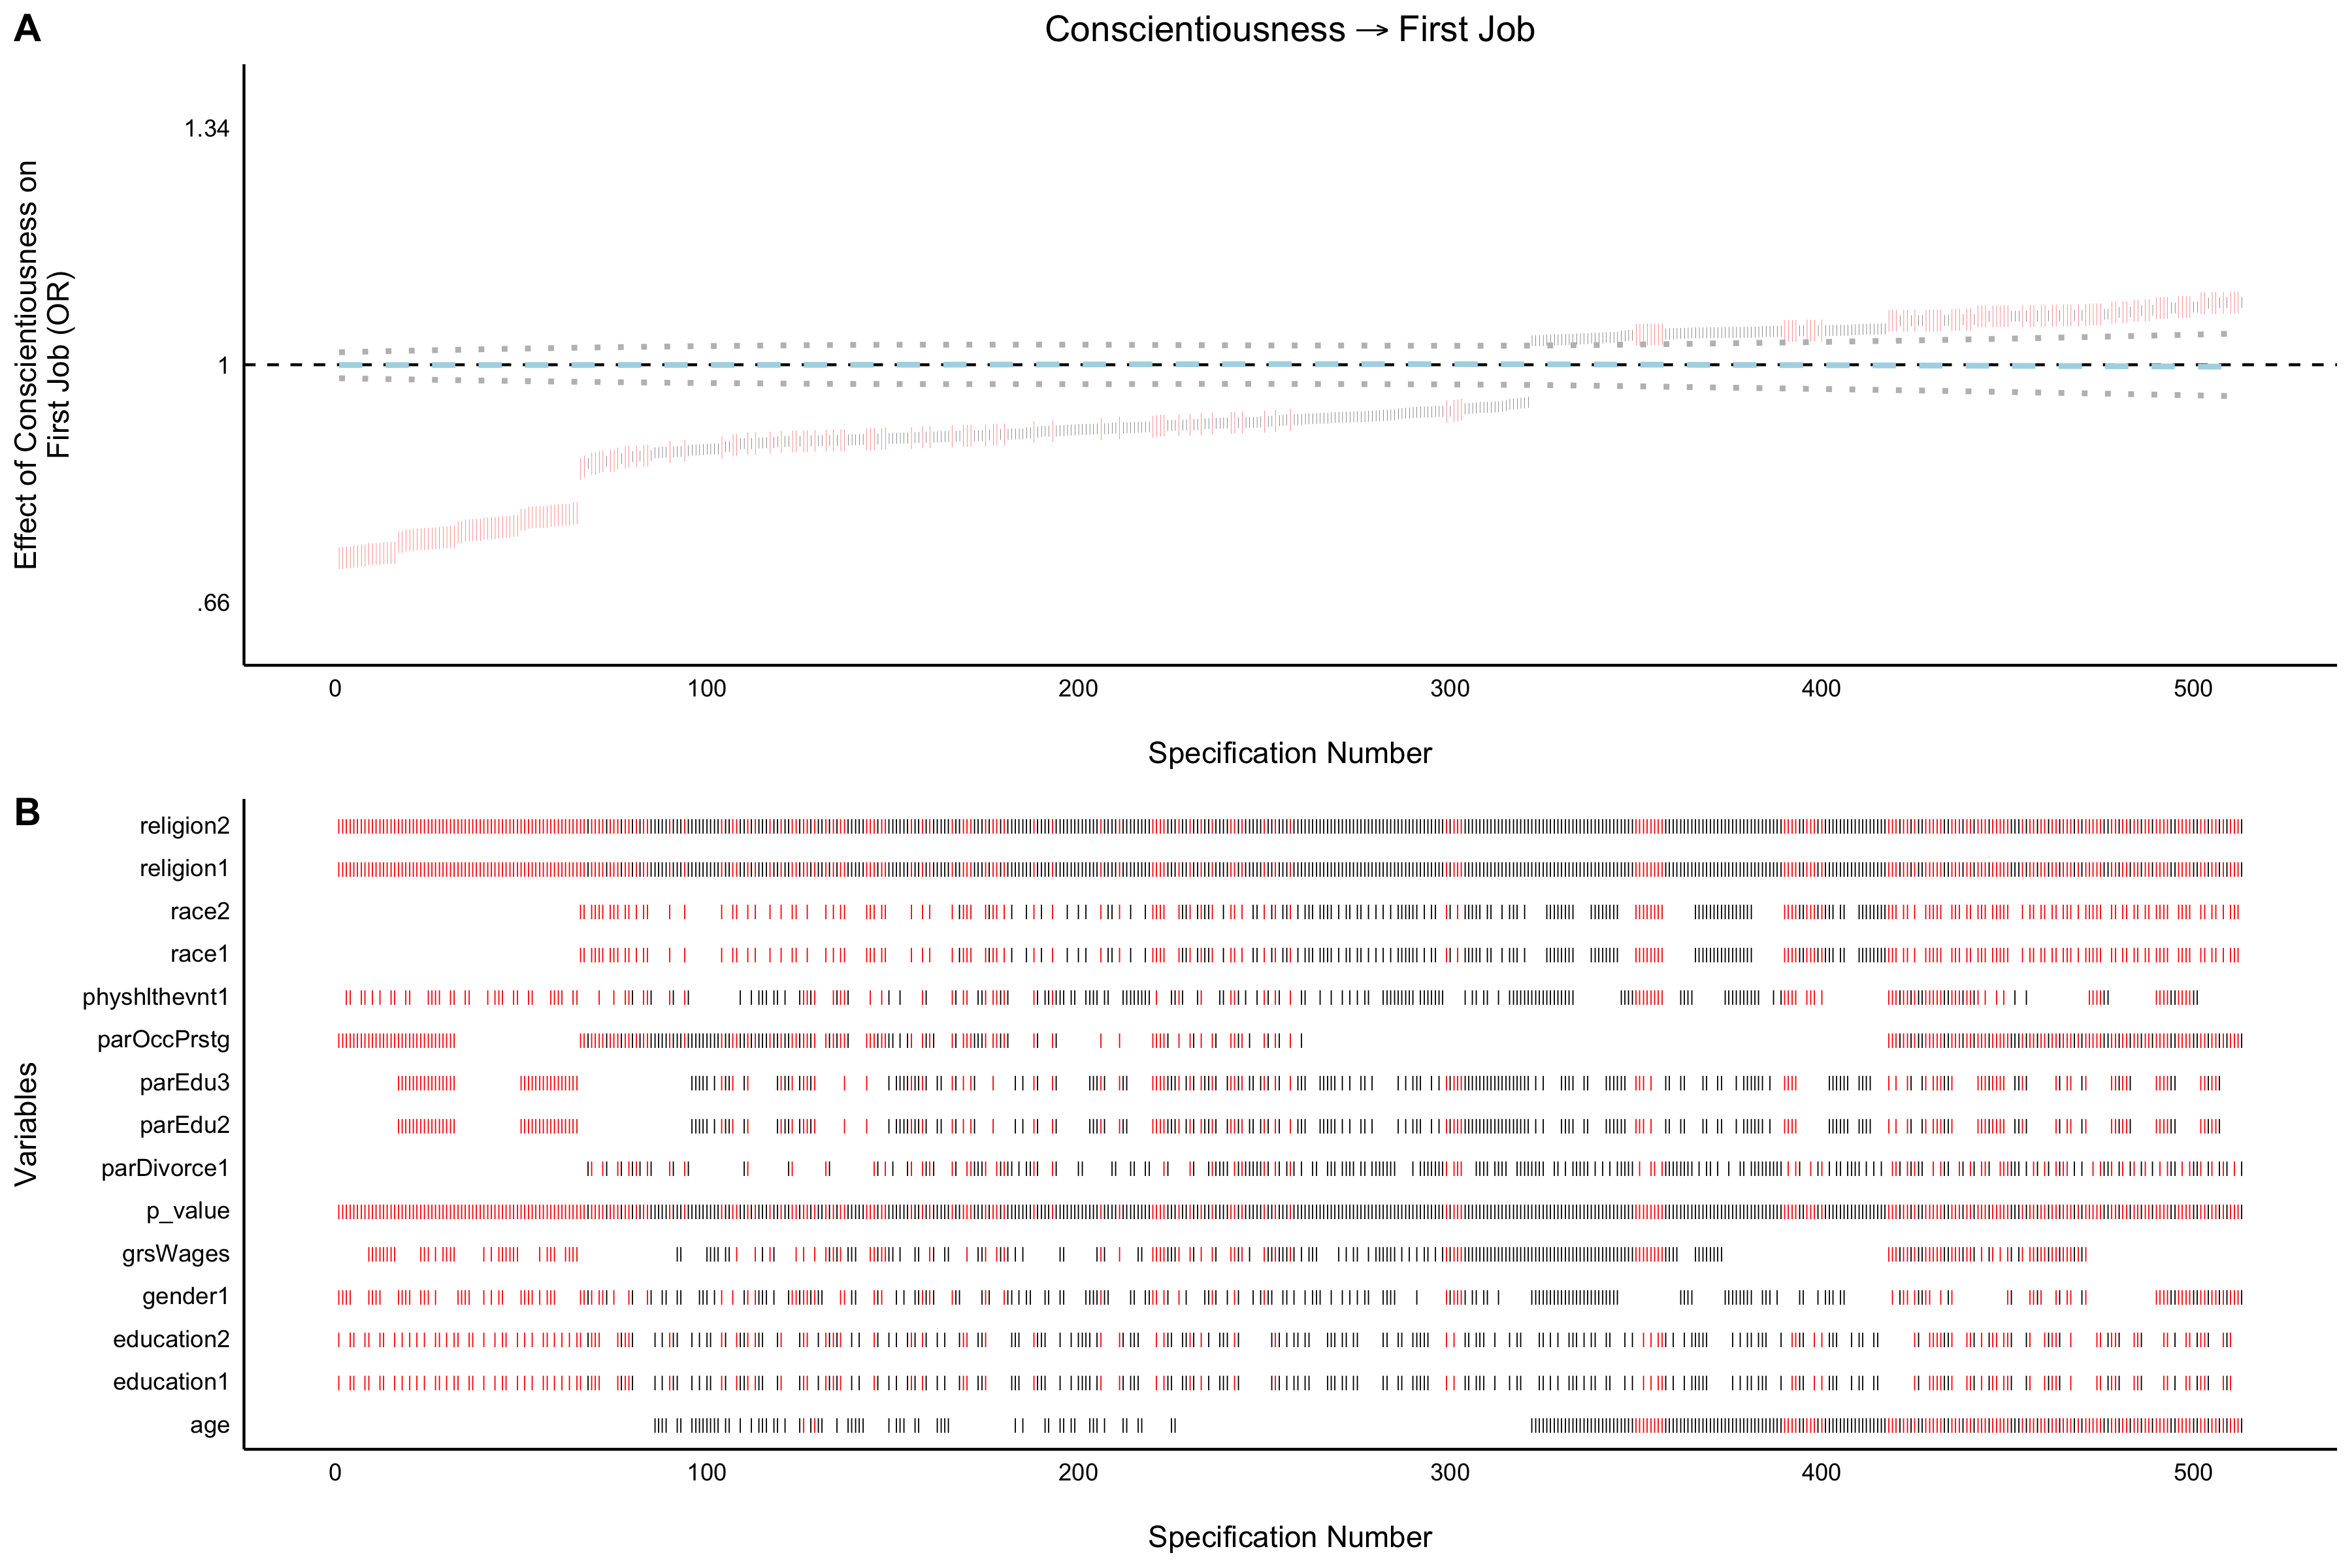 A
Conscientiousness → First Job
Effect of Conscientiousness on
First Job (OR)
1.34
1
.66
0 100 200 300 400 500
Specification Number
B
Variables
religion2
religion1
race2
race1
physhlthevnt1
parOccPrstg
parEdu3
parEdu2
parDivorce1
p_value
grsWages
gender1
education2
education1
age
0 100 200 300 400 500
Specification Number